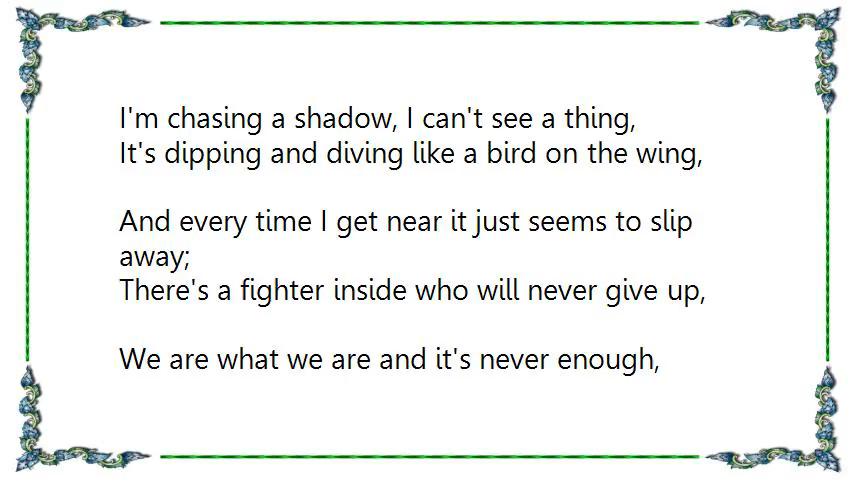 I'm chasing a shadow, I can't see a thing,
It's dipping and diving like a bird on the wing,
And every time I get near it just seems to slip
away;
There's a fighter inside who will never give up,
We are what we are and it's never enough,